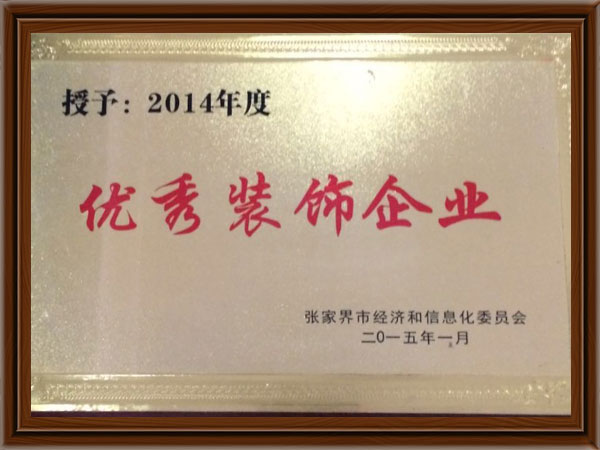 授予：2014年度
优秀装饰企业
张家界市经济和信息化委员会
二0一五年一月